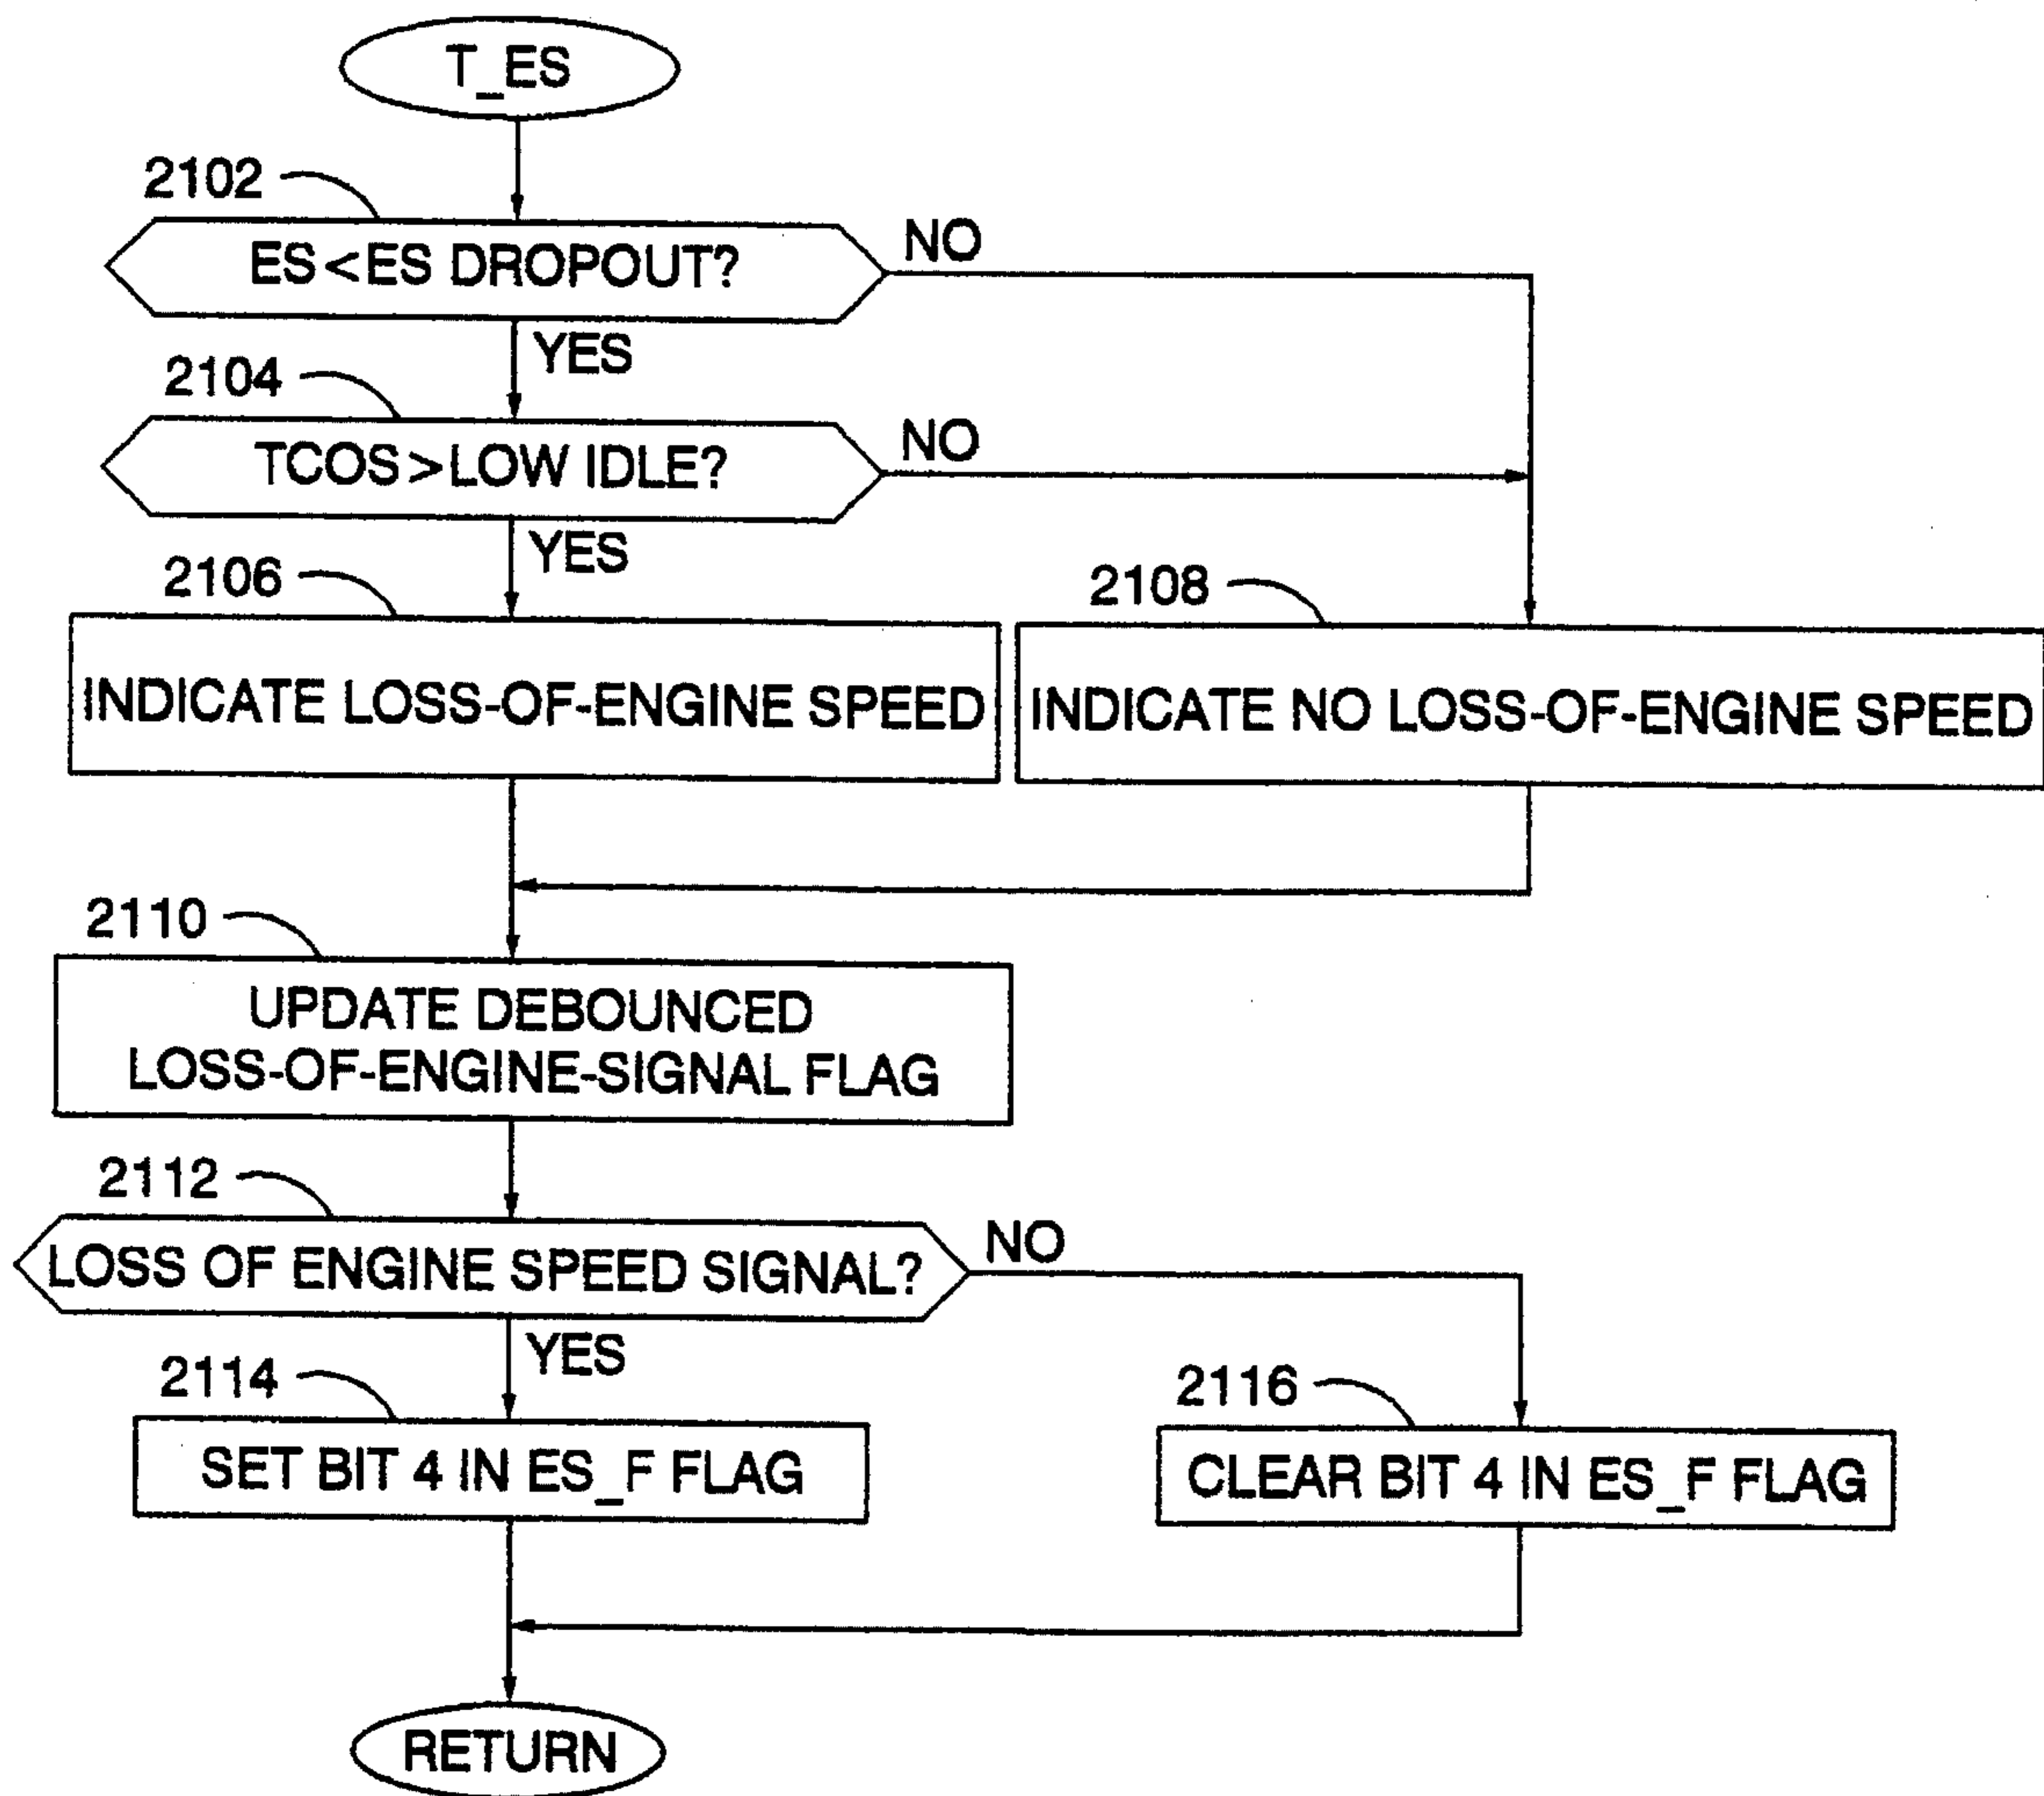 T_ES
2102
ES<ES DROPOUT?
NO
YES
2104
TCOS>LOW IDLE?
NO
YES
2106
INDICATE LOSS-OF-ENGINE SPEED
2108
INDICATE NO LOSS-OF-ENGINE SPEED
2110
UPDATE DEBOUNCED
LOSS-OF-ENGINE-SIGNAL FLAG
2112
LOSS OF ENGINE SPEED SIGNAL?
NO
YES
2114
SET BIT 4 IN ES_F FLAG
2116
CLEAR BIT 4 IN ES_F FLAG
RETURN